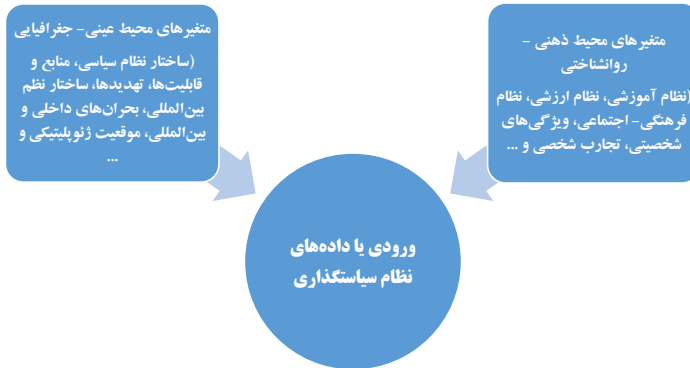 متغیرهای محیط ذهنی -
روانشناختی
(نظام آموزشی، نظام ارزشی، نظام
فرهنگی- اجتماعی، ویژگی‌های
شخصیتی، تجارب شخصی و ...
متغیرهای محیط عینی- جغرافیایی
(ساختار نظام سیاسی، منابع و
قابلیت‌ها، تهدیدها، ساختار نظم
بین‌المللی، بحران‌های داخلی و
بین‌المللی، موقعیت ژئوپلیتیکی و
...
ورودی یا داده‌های
نظام سیاستگذاری